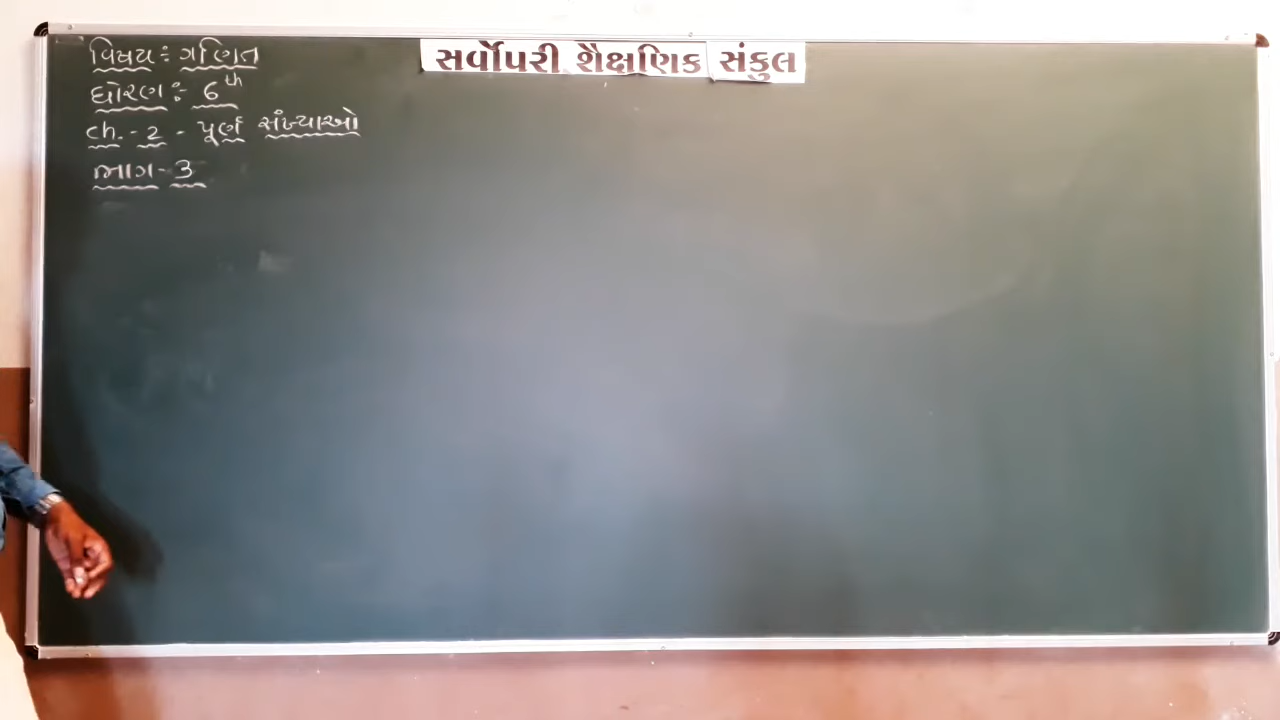 સર્વોપરી શૈક્ષણિક સંકુલ
વિષય : ગણિત
ધોરણ : 6th
ch. - 2 - પૂર્ણ સંખ્યાઓ
ભાગ - 3